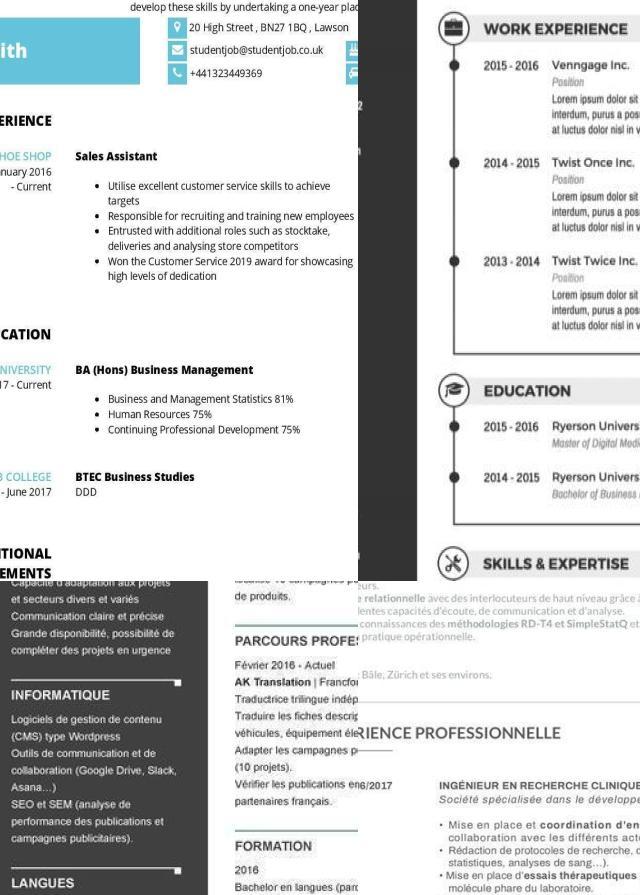 develop these skills by undertaking a one-year
20 High Street , BN27 1BQ , Lawson
ith
studentjob@studentjob.co.uk
+441323449369
ERIENCE
HOE SHOP
nuary 2016
- Current
Sales Assistant
• Utilise excellent customer service skills to achieve
targets
• Responsible for recruiting and training new employees
• Entrusted with additional roles such as stocktake,
deliveries and analysing store competitors
• Won the Customer Service 2019 award for showcasing
high levels of dedication
CATION
NIVERSITY
17 - Current
BA (Hons) Business Management
• Business and Management Statistics 81%
• Human Resources 75%
• Continuing Professional Development 75%
B COLLEGE
- June 2017
BTEC Business Studies
DDD
ITIONAL
EMENTS
WORK EXPERIENCE
2015 - 2016 Venngage Inc.
Position
Lorem ipsum dolor sit
interdum, purus a pos
at luctus dolor nisl in v
2014 - 2015 Twist Once Inc.
Position
Lorem ipsum dolor sit
interdum, purus a pos
at luctus dolor nisl in v
2013 - 2014 Twist Twice Inc.
Position
Lorem ipsum dolor sit
interdum, purus a pos
at luctus dolor nisl in v
EDUCATION
2015 - 2016 Ryerson Univers
Master of Digital Medi
2014 - 2015 Ryerson Univers
Bachelor of Business
SKILLS & EXPERTISE
Capacité d'adaptation aux projets
et secteurs divers et variés
Communication claire et précise
Grande disponibilité, possibilité de
compléter des projets en urgence
INFORMATIQUE
Logiciels de gestion de contenu
(CMS) type Wordpress
Outils de communication et de
collaboration (Google Drive, Slack,
Asana...)
SEO et SEM (analyse de
performance des publications et
campagnes publicitaires).
LANGUES
de produits.
PARCOURS PROFES
Février 2016 - Actuel
AK Translation | Francfor
Traductrice trilingue indép
Traduire les fiches descrip
véhicules, équipement éle
Adapter les campagnes p
(10 projets).
Vérifier les publications en
partenaires français.
FORMATION
2016
Bachelor en langues (parc
eurs.
e relationnelle avec des interlocuteurs de haut niveau grâce à
lentes capacités d'écoute, de communication et d'analyse.
connaissances des méthodologies RD-T4 et SimpleStatQ et
pratique opérationnelle.
Bâle, Zürich et ses environs.
RIENCE PROFESSIONNELLE
6/2017
INGÉNIEUR EN RECHERCHE CLINIQUE
Société spécialisée dans le développe
• Mise en place et coordination d'en
collaboration avec les différents acte
• Rédaction de protocoles de recherche, d
statistiques, analyses de sang...).
• Mise en place d'essais thérapeutiques
molécule phare du laboratoire.